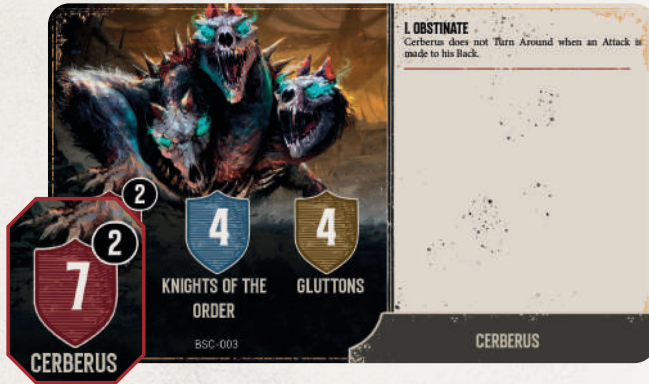 1. OBSTINATE
Cerberus does not Turn Around when an Attack is
made to his Back.
2
2
7
CERBERUS
4
KNIGHTS OF THE
ORDER
4
GLUTTONS
BSC-003
CERBERUS